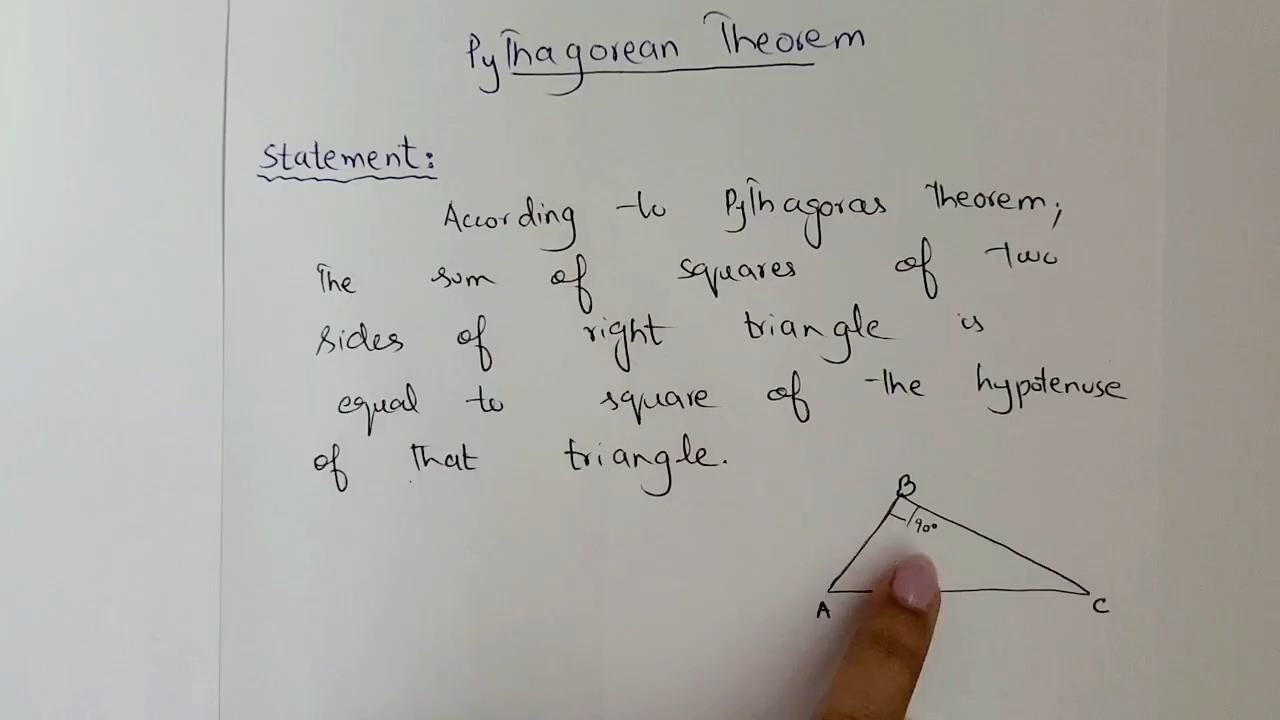 Pythagorean Theorem
Statement:
According to Pythagoras Theorem;
The sum of squares of two
sides of right triangle is
equal to square of the hypotenuse
of that triangle.
B
90°
A
C